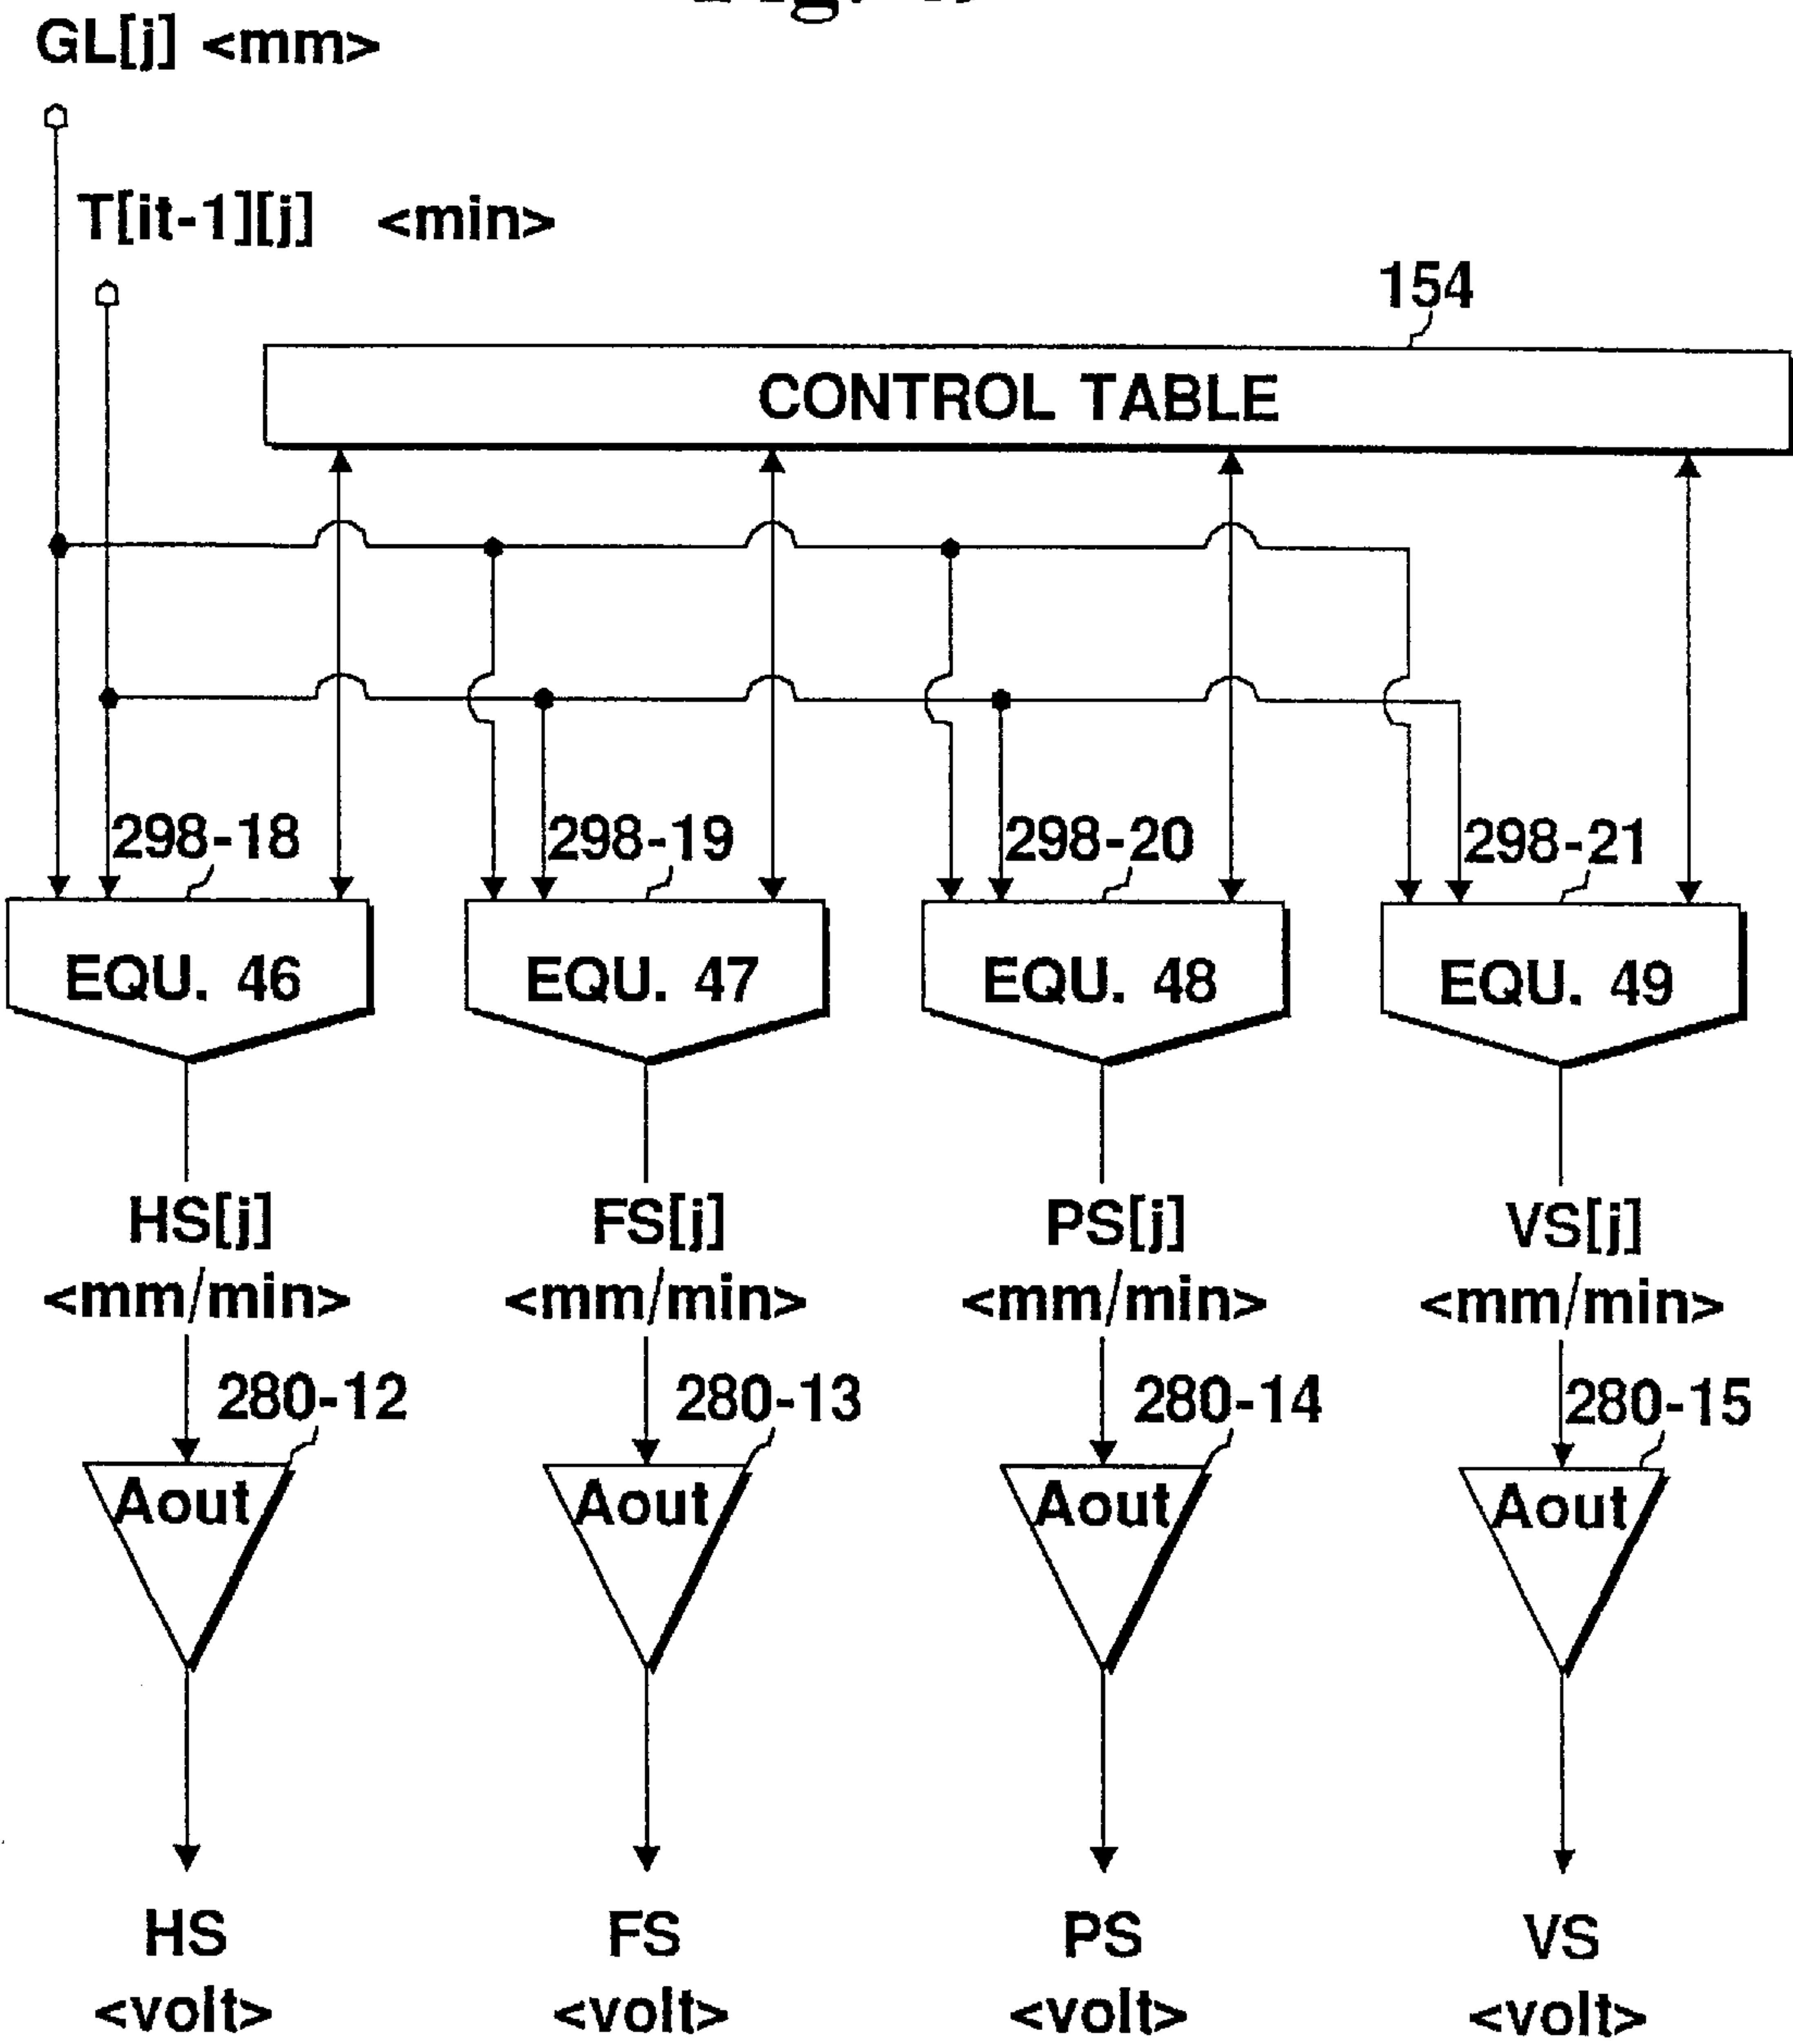 GL[j] <mm>
T[it-1][j] <min>
154
CONTROL TABLE
298-18 298-19 298-20 298-21
EQU. 46 EQU. 47 EQU. 48 EQU. 49
HS[j] FS[j] PS[j] VS[j]
<mm/min> <mm/min> <mm/min> <mm/min>
280-12 280-13 280-14 280-15
Aout Aout Aout Aout
HS FS PS VS
<volt> <volt> <volt> <volt>